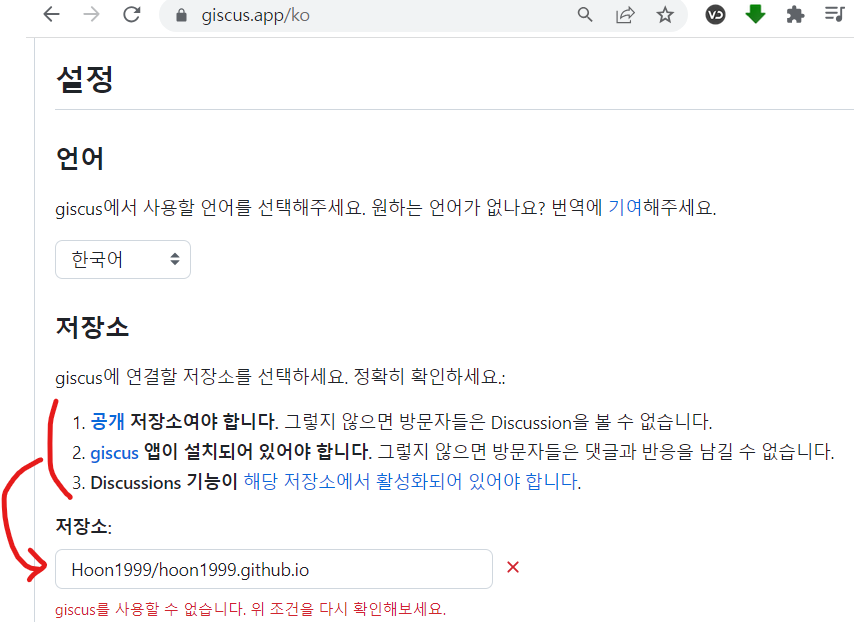 giscus.app/ko
설정
언어
giscus에서 사용할 언어를 선택해주세요. 원하는 언어가 없나요? 번역에 기여해주세요.
한국어
저장소
giscus에 연결할 저장소를 선택하세요. 정확히 확인하세요.:
1. 공개 저장소여야 합니다. 그렇지 않으면 방문자들은 Discussion을 볼 수 없습니다.
2. giscus 앱이 설치되어 있어야 합니다. 그렇지 않으면 방문자들은 댓글과 반응을 남길 수 없습니다.
3. Discussions 기능이 해당 저장소에서 활성화되어 있어야 합니다.
저장소:
Hoon1999/hoon1999.github.io
giscus를 사용할 수 없습니다. 위 조건을 다시 확인해보세요.